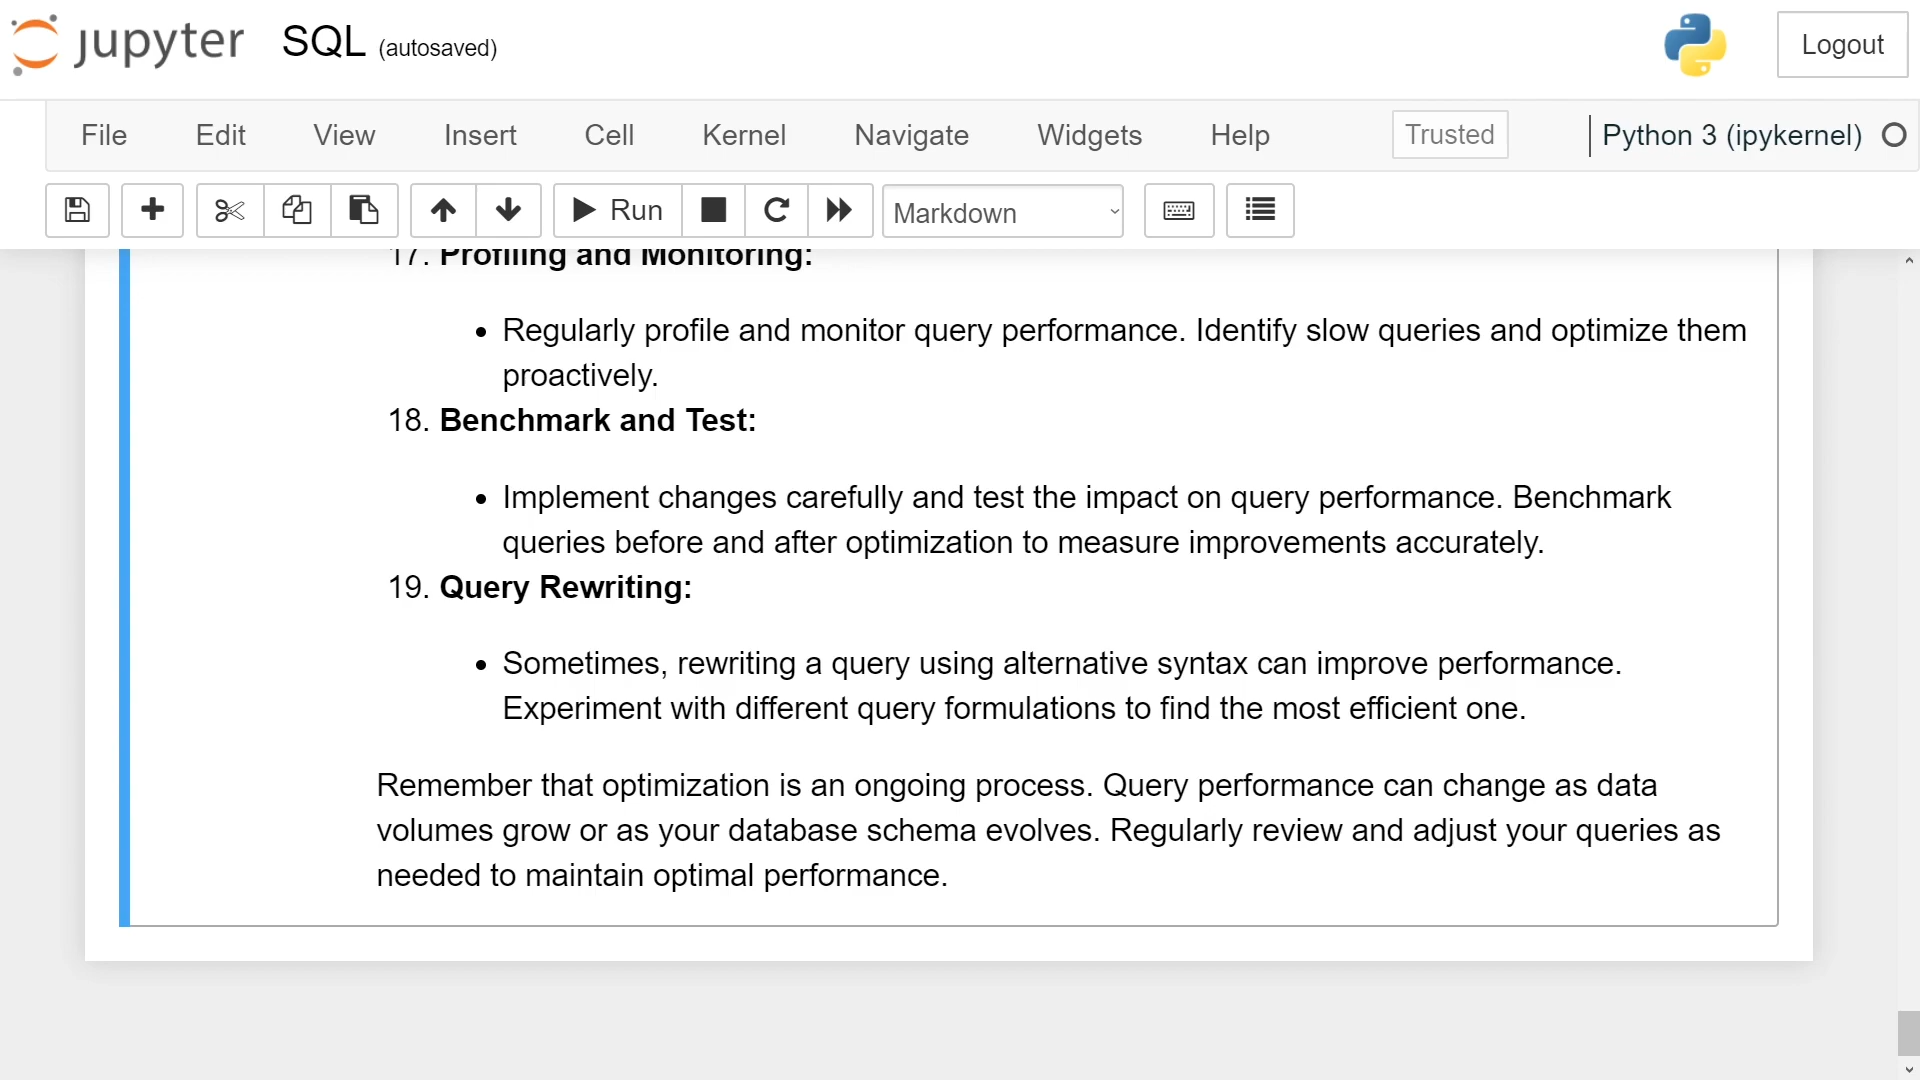 jupyter SQL (autosaved) Logout
File Edit View Insert Cell Kernel Navigate Widgets Help Trusted Python 3 (ipykernel)
Run Markdown
17. Profiling and Monitoring:
• Regularly profile and monitor query performance. Identify slow queries and optimize them
proactively.
18. Benchmark and Test:
• Implement changes carefully and test the impact on query performance. Benchmark
queries before and after optimization to measure improvements accurately.
19. Query Rewriting:
• Sometimes, rewriting a query using alternative syntax can improve performance.
Experiment with different query formulations to find the most efficient one.
Remember that optimization is an ongoing process. Query performance can change as data
volumes grow or as your database schema evolves. Regularly review and adjust your queries as
needed to maintain optimal performance.